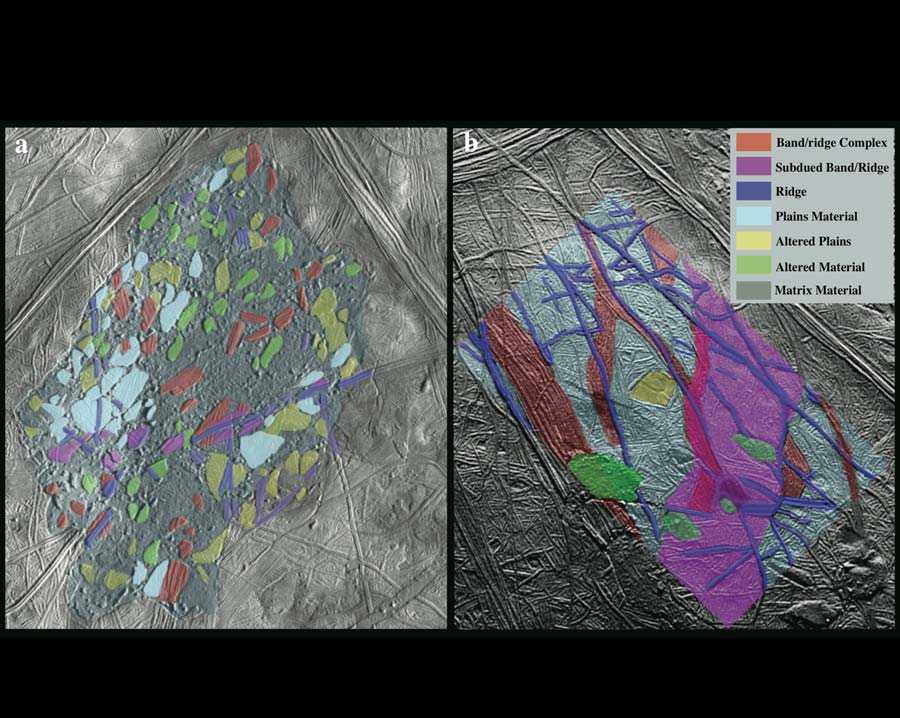 a
b
Band/ridge Complex
Subdued Band/Ridge
Ridge
Plains Material
Altered Plains
Altered Material
Matrix Material